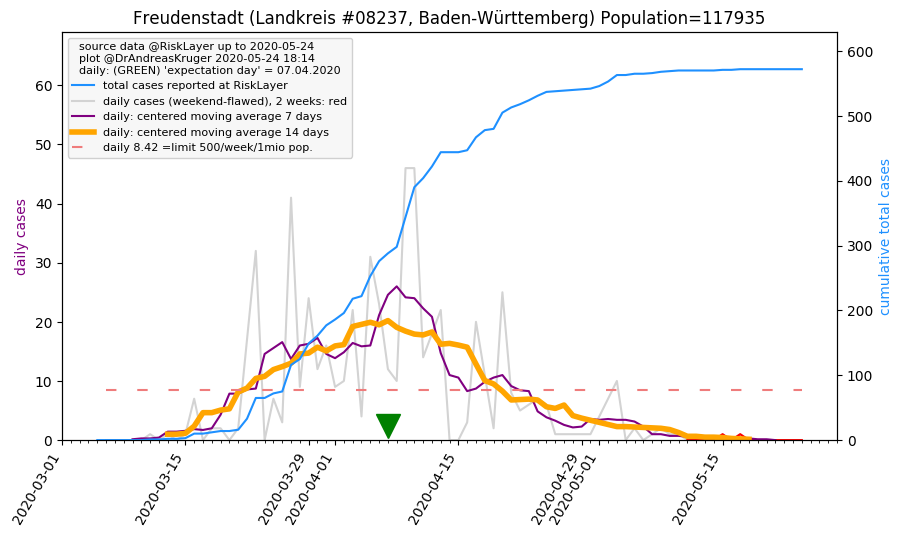 Freudenstadt (Landkreis #08237, Baden-Württemberg) Population=117935
source data @RiskLayer up to 2020-05-24
plot @DrAndreasKruger 2020-05-24 18:14
daily: (GREEN) 'expectation day' = 07.04.2020
total cases reported at RiskLayer
daily cases (weekend-flawed), 2 weeks: red
daily: centered moving average 7 days
daily: centered moving average 14 days
daily 8.42 =limit 500/week/1mio pop.
daily cases
60
50
40
30
20
10
0
cumulative total cases
600
500
400
300
200
100
0
2020-03-01
2020-03-15
2020-03-29
2020-04-01
2020-04-15
2020-04-29
2020-05-01
2020-05-15